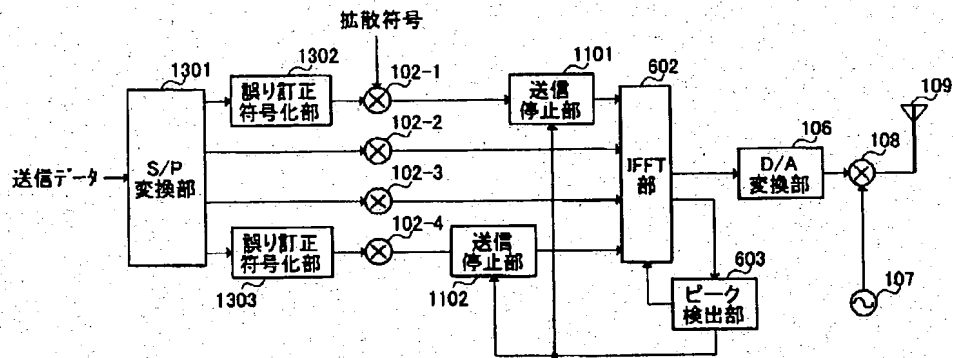 拡散符号
1301
1302
誤り訂正
符号化部
102-1
1101
送信
停止部
602
109
102-2
送信データ
S/P
変換部
102-3
IFFT
部
106
D/A
変換部
108
誤り訂正
符号化部
1303
102-4
送信
停止部
1102
603
ピーク
検出部
107